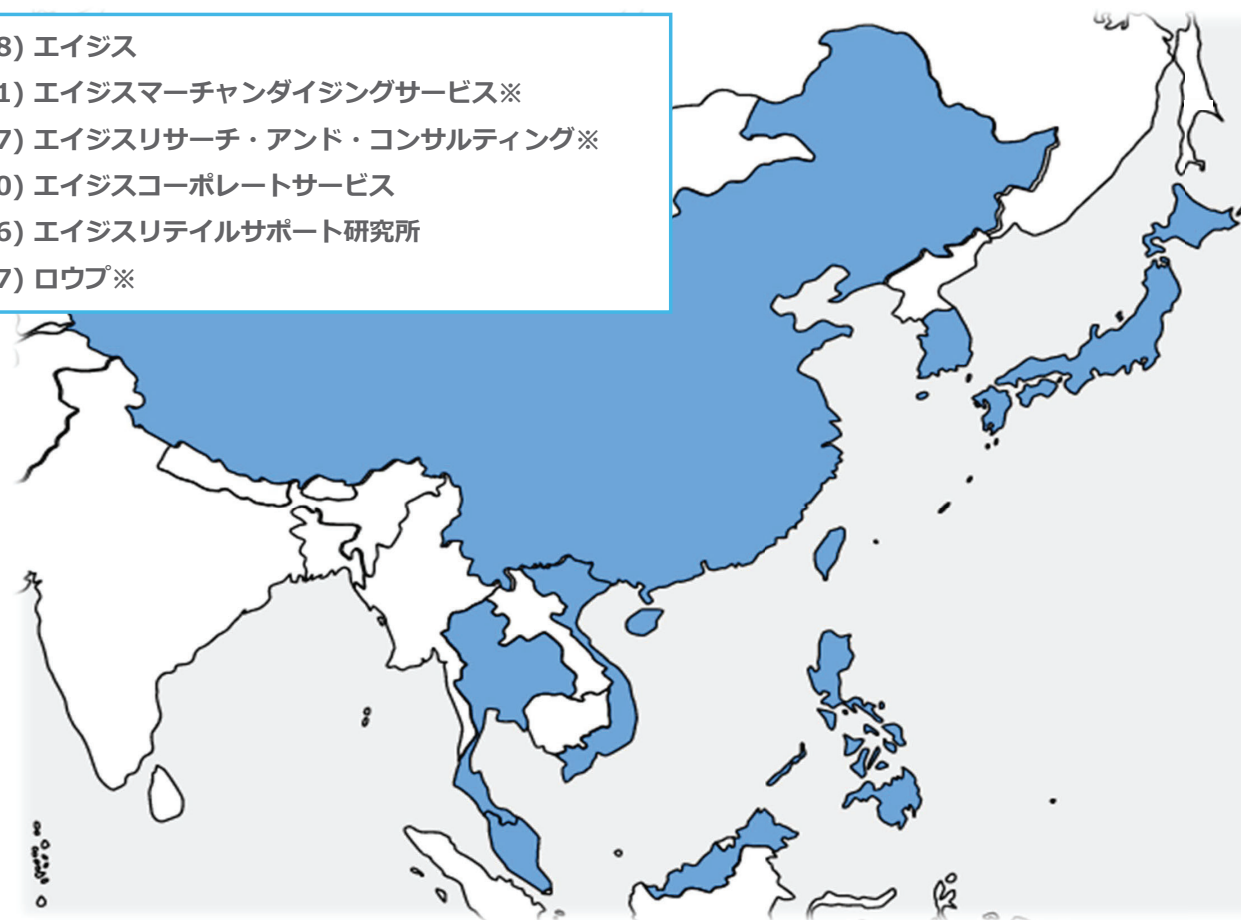 8) エイジス
1) エイジスマーチャンダイジングサービス※
7) エイジスリサーチ・アンド・コンサルティング※
0) エイジスコーポレートサービス
6) エイジスリテイルサポート研究所
7) ロウプ※